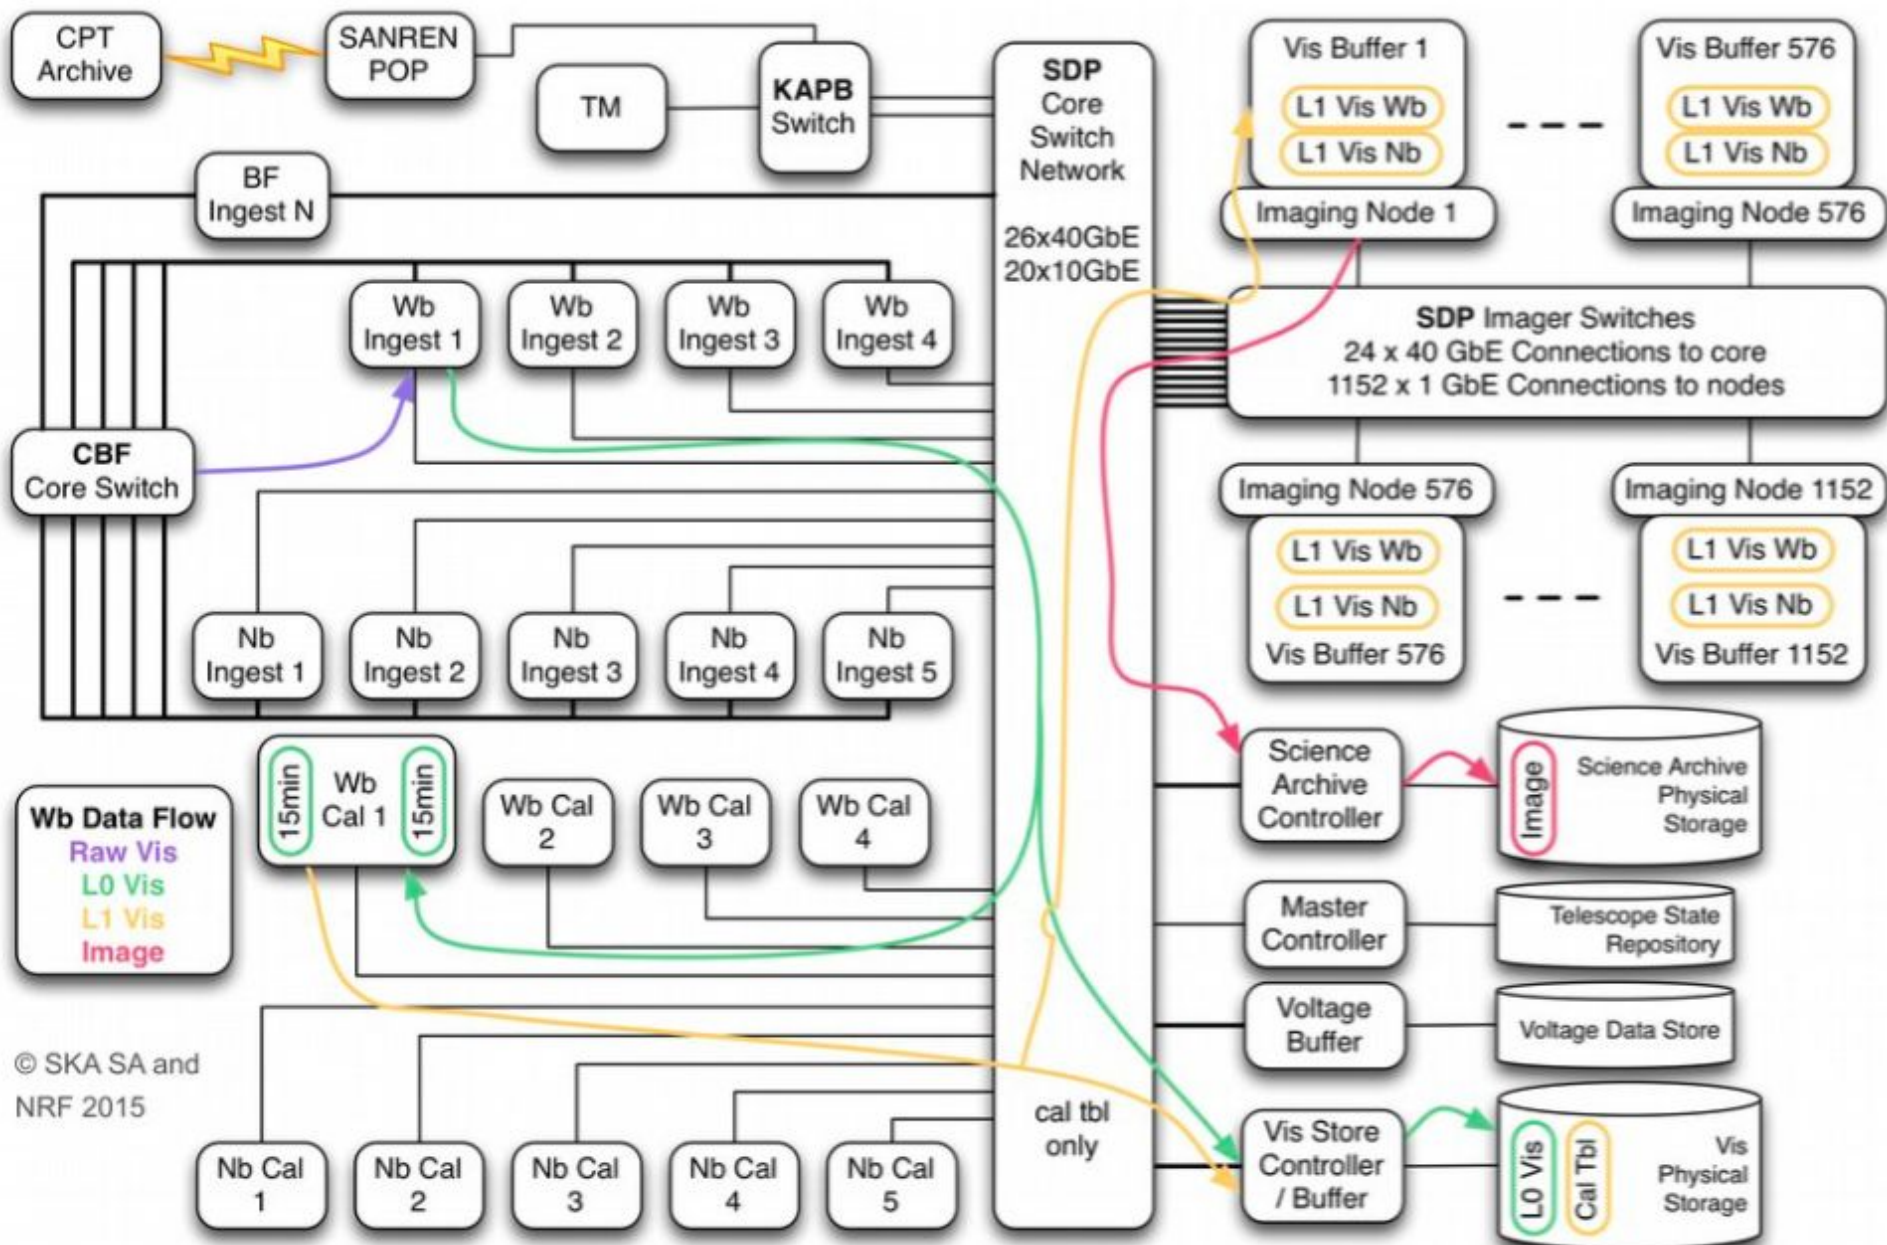 CPT
Archive
SANREN
POP
TM
KAPB
Switch
BF
Ingest N
Wb
Ingest 1
Wb
Ingest 2
Wb
Ingest 3
Wb
Ingest 4
CBF
Core Switch
Nb
Ingest 1
Nb
Ingest 2
Nb
Ingest 3
Nb
Ingest 4
Nb
Ingest 5
Wb Data Flow
Raw Vis
L0 Vis
L1 Vis
Image
15min
Wb
Cal 1
15min
Wb Cal
2
Wb Cal
3
Wb Cal
4
© SKA SA and
NRF 2015
Nb Cal
1
Nb Cal
2
Nb Cal
3
Nb Cal
4
Nb Cal
5
SDP
Core
Switch
Network
26x40GbE
20x10GbE
cal tbl
only
Vis Buffer 1
L1 Vis Wb
L1 Vis Nb
Imaging Node 1
Vis Buffer 576
L1 Vis Wb
L1 Vis Nb
Imaging Node 576
SDP Imager Switches
24 x 40 GbE Connections to core
1152 x 1 GbE Connections to nodes
Imaging Node 576
L1 Vis Wb
L1 Vis Nb
Vis Buffer 576
Imaging Node 1152
L1 Vis Wb
L1 Vis Nb
Vis Buffer 1152
Science
Archive
Controller
Image
Science Archive
Physical
Storage
Master
Controller
Telescope State
Repository
Voltage
Buffer
Voltage Data Store
Vis Store
Controller
/ Buffer
L0 Vis
Cal Tbl
Vis
Physical
Storage